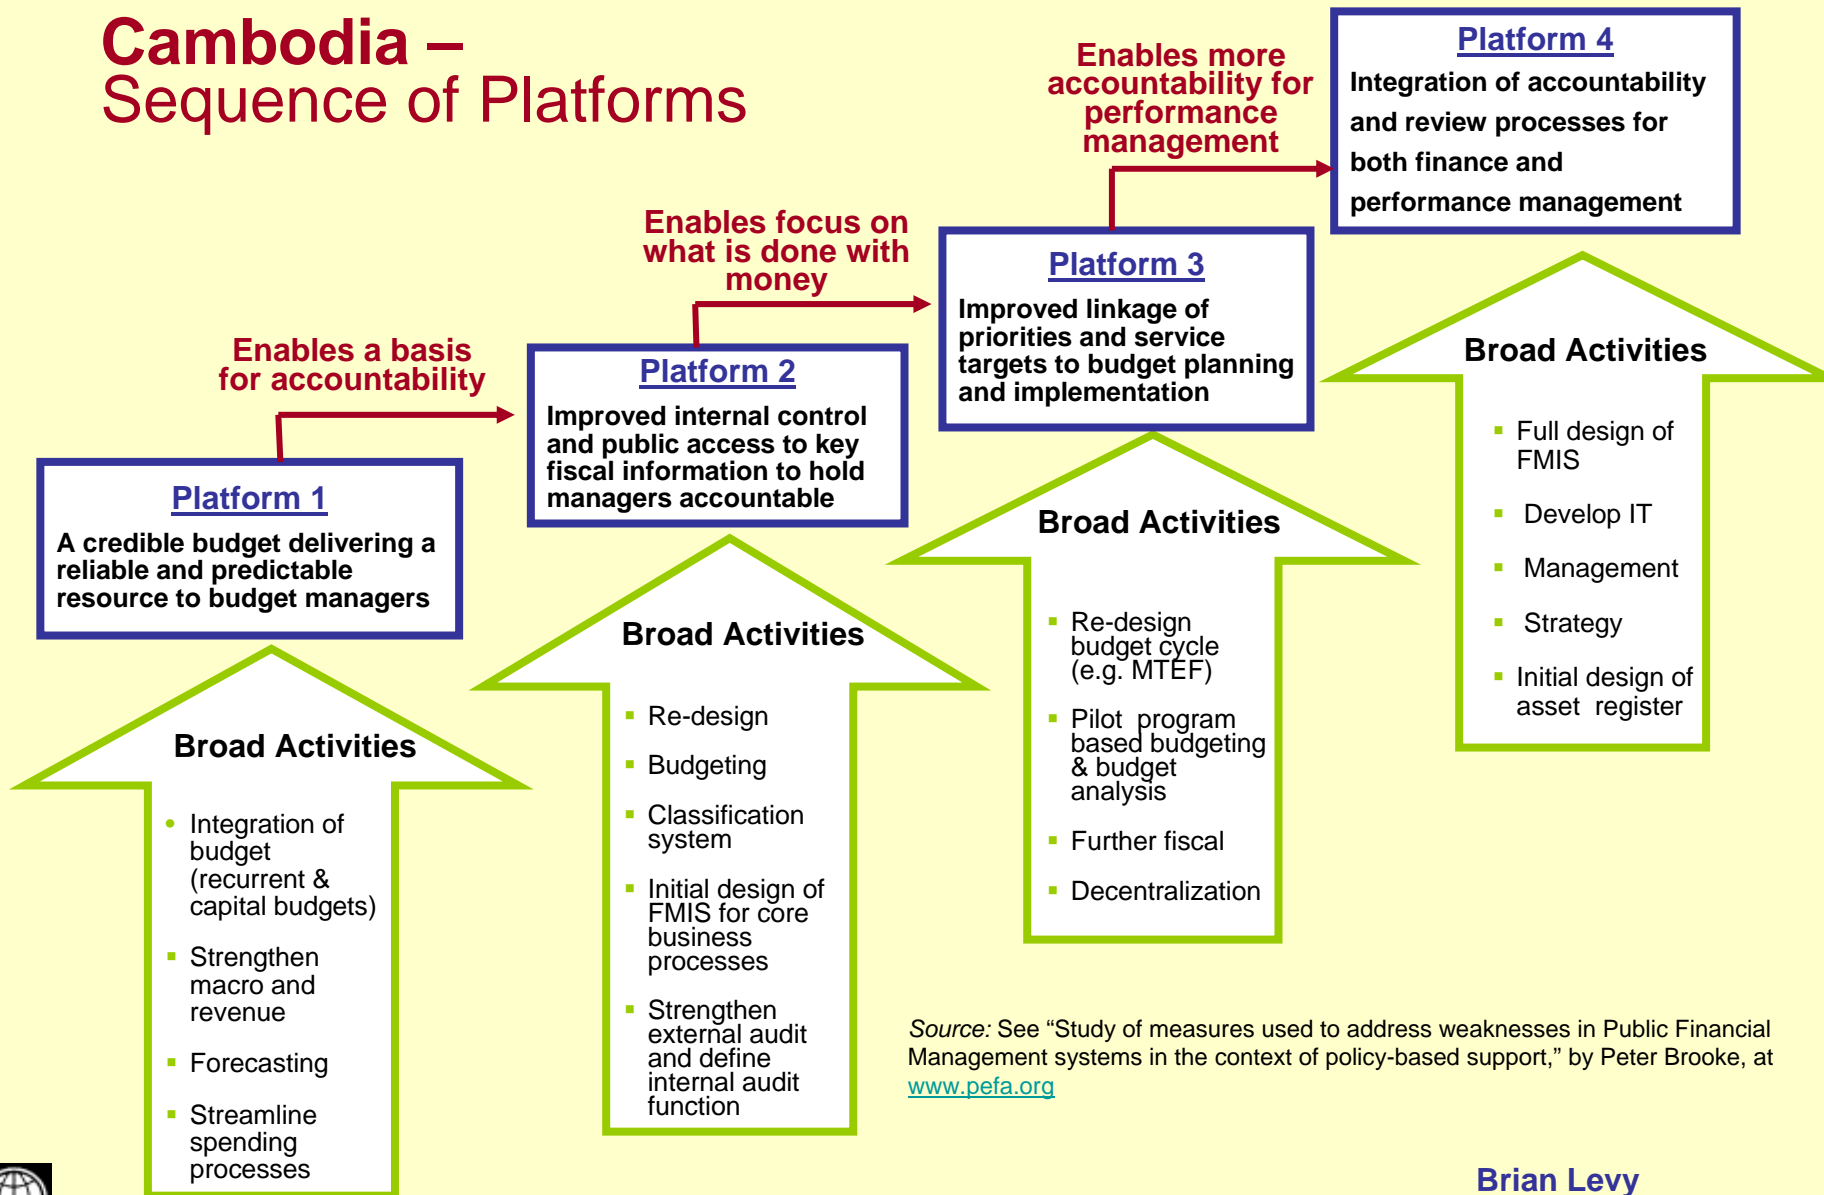 Cambodia –
Sequence of Platforms
Platform 1
A credible budget delivering a
reliable and predictable
resource to budget managers
Broad Activities
• Integration of
budget
(recurrent &
capital budgets)
▪ Strengthen
macro and
revenue
▪ Forecasting
▪ Streamline
spending
processes
Enables a basis
for accountability
Platform 2
Improved internal control
and public access to key
fiscal information to hold
managers accountable
Broad Activities
▪ Re-design
▪ Budgeting
▪ Classification
system
▪ Initial design of
FMIS for core
business
processes
▪ Strengthen
external audit
and define
internal audit
function
Enables focus on
what is done with
money
Platform 3
Improved linkage of
priorities and service
targets to budget planning
and implementation
Broad Activities
▪ Re-design
budget cycle
(e.g. MTEF)
▪ Pilot program
based budgeting
& budget
analysis
▪ Further fiscal
▪ Decentralization
Enables more
accountability for
performance
management
Platform 4
Integration of accountability
and review processes for
both finance and
performance management
Broad Activities
▪ Full design of
FMIS
▪ Develop IT
▪ Management
▪ Strategy
▪ Initial design of
asset register
Source: See “Study of measures used to address weaknesses in Public Financial
Management systems in the context of policy-based support,” by Peter Brooke, at
www.pefa.org
Brian Levy